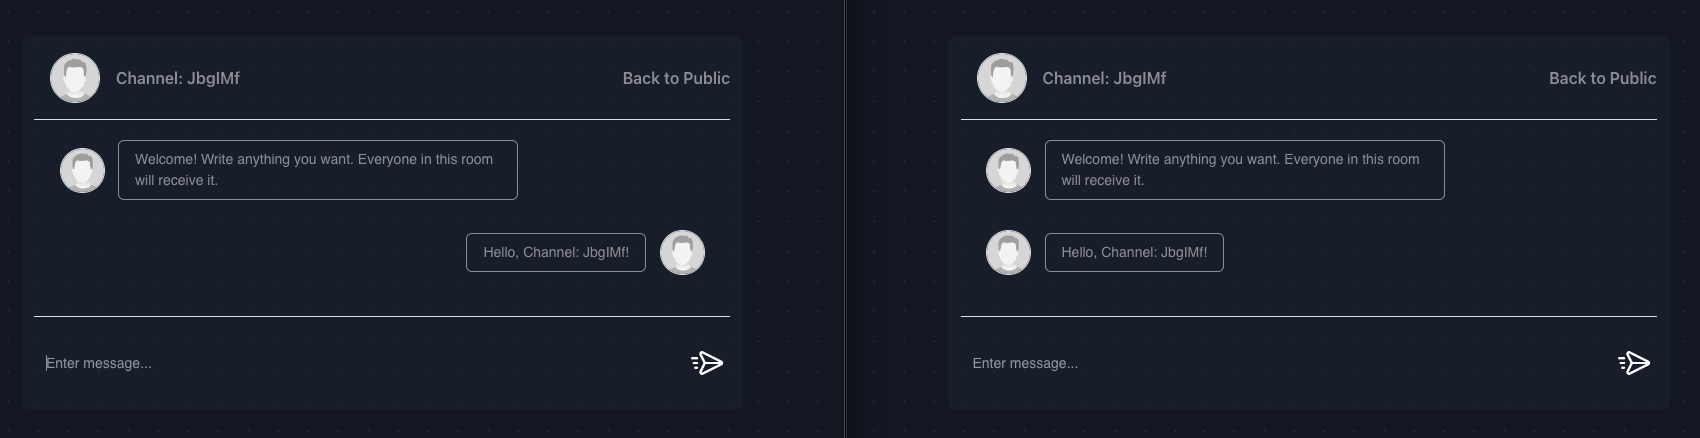 Channel: JbgIMf
Back to Public
Welcome! Write anything you want. Everyone in this room
will receive it.
Hello, Channel: JbgIMf!
Enter message...
Channel: JbgIMf
Back to Public
Welcome! Write anything you want. Everyone in this room
will receive it.
Hello, Channel: JbgIMf!
Enter message...